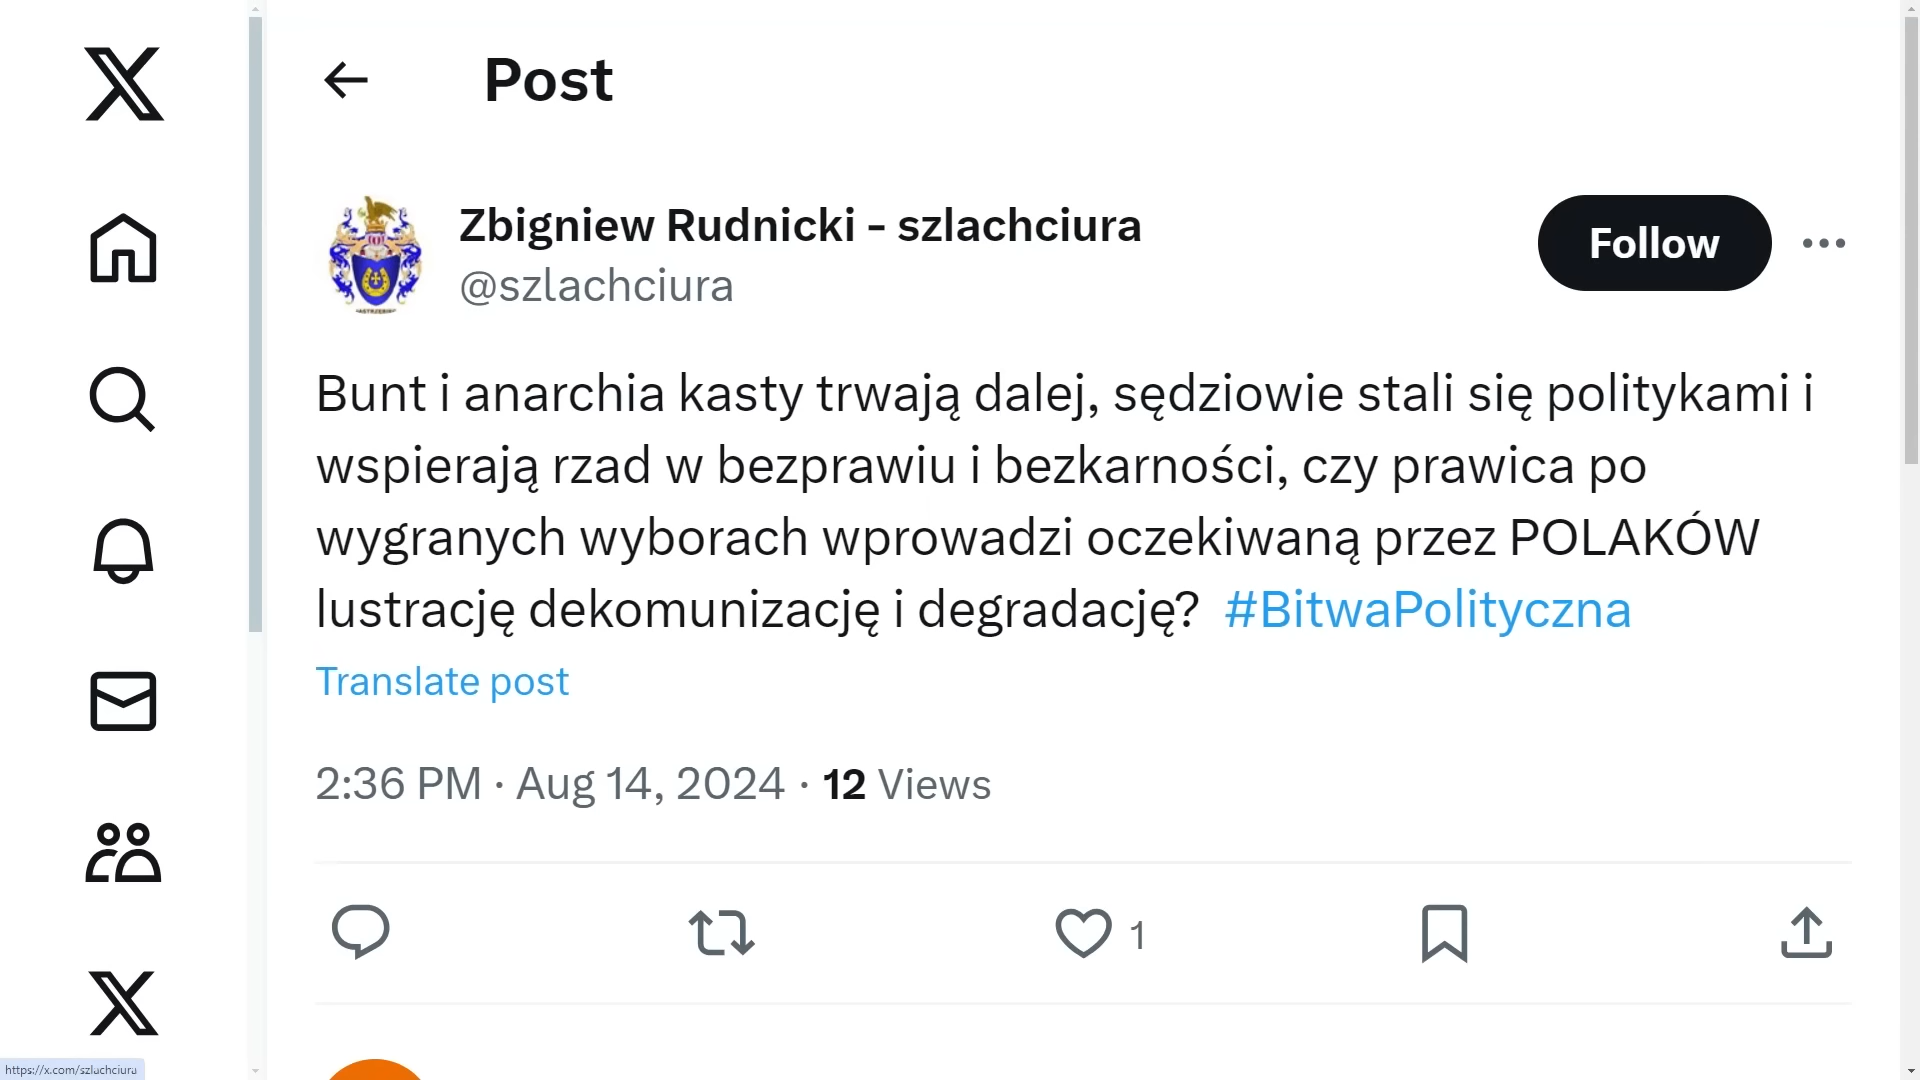 Post
Zbigniew Rudnicki - szlachciura
@szlachciura
Follow
Bunt i anarchia kasty trwają dalej, sędziowie stali się politykami i
wspierają rzad w bezprawiu i bezkarności, czy prawica po
wygranych wyborach wprowadzi oczekiwaną przez POLAKÓW
lustrację dekomunizację i degradację? #BitwaPolityczna
Translate post
2:36 PM · Aug 14, 2024 · 12 Views
1
https://x.com/szlachciura